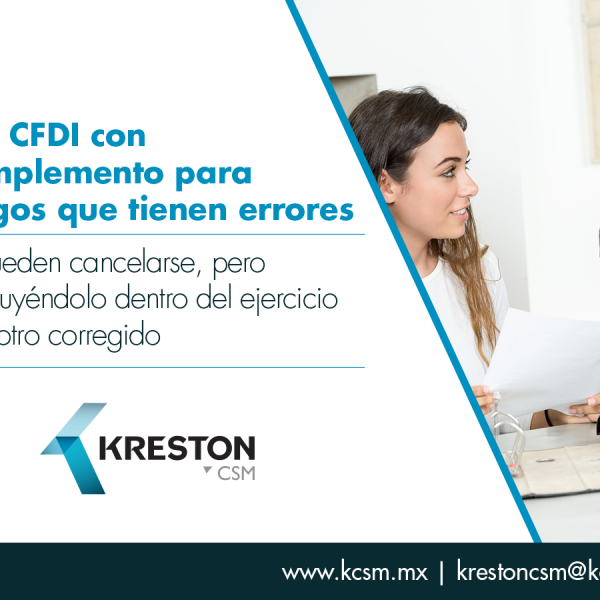 CFDI con
mplemento para
gos que tienen errores
ueden cancelarse, pero
uyéndolo dentro del ejercicio
otro corregido
KRESTON
CSM
www.kcsm.mx | krestoncsm@kc